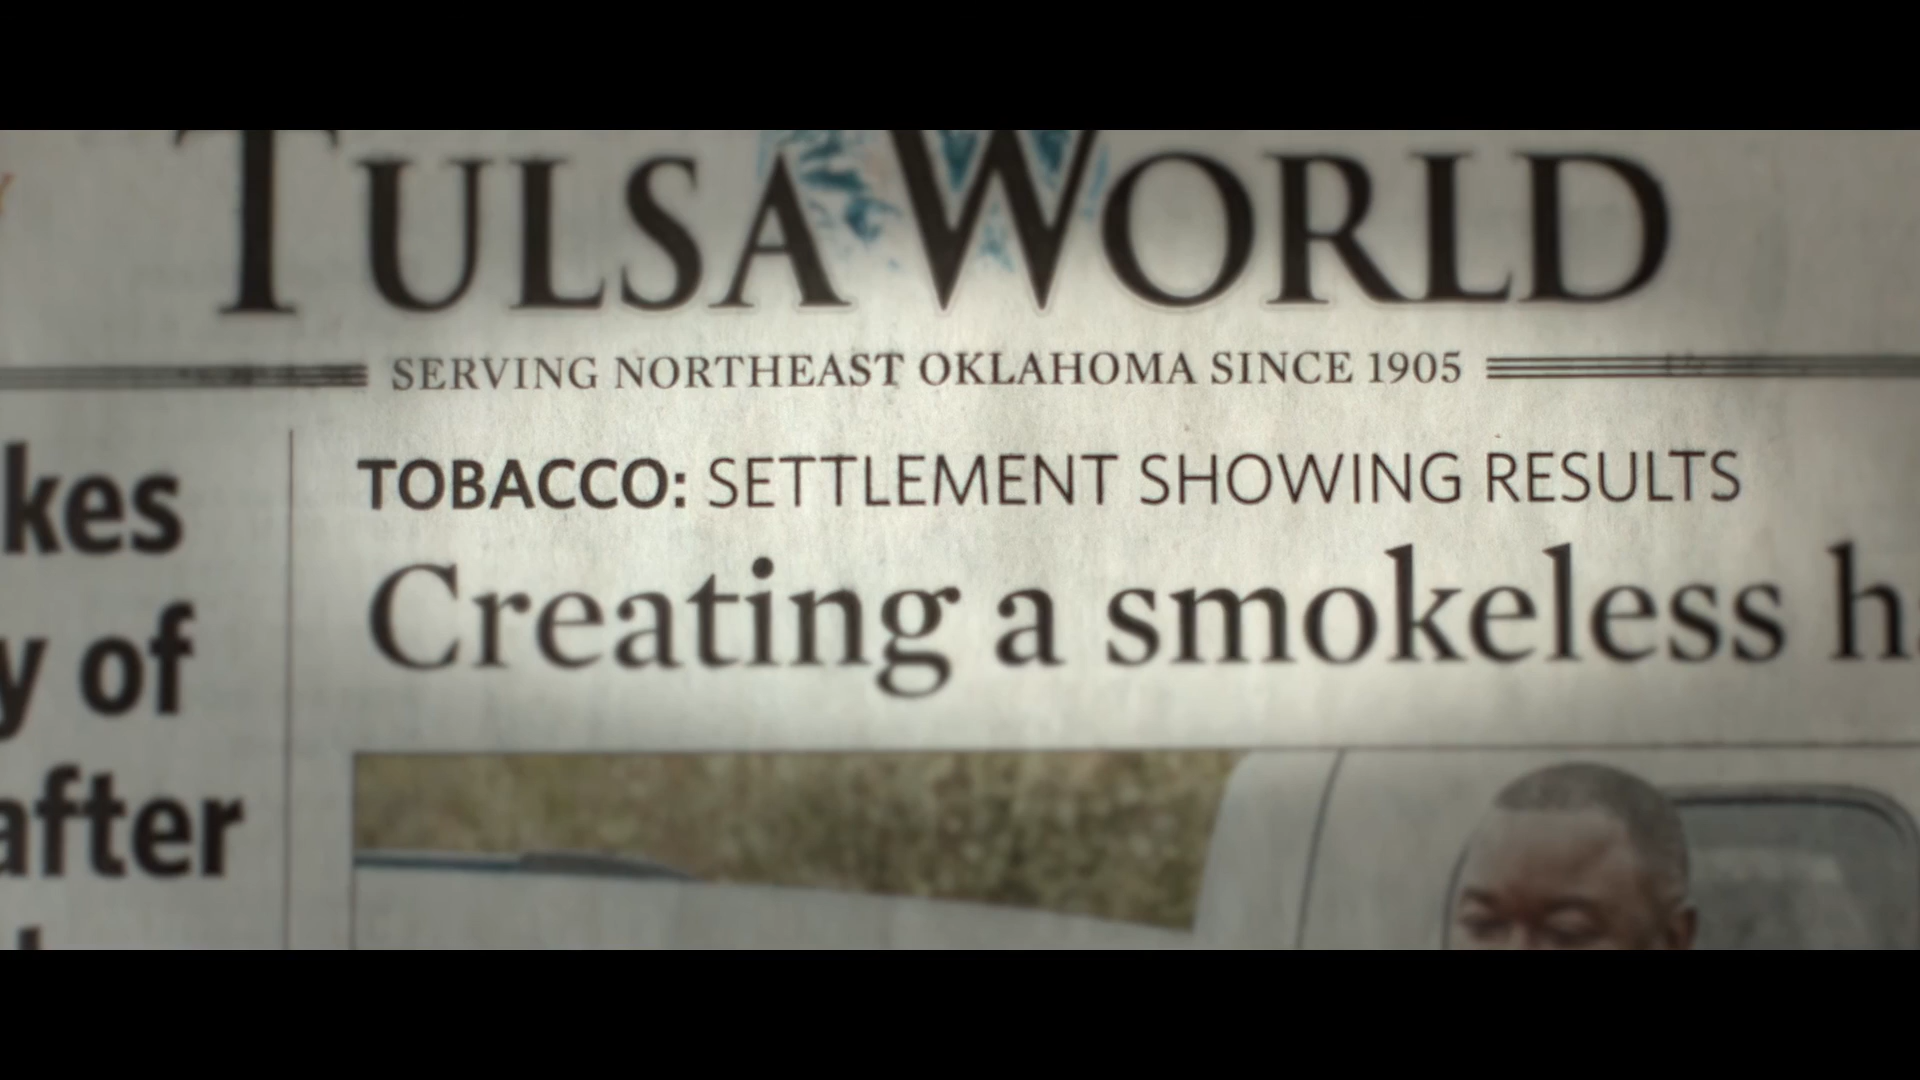 TULSA WORLD
SERVING NORTHEAST OKLAHOMA SINCE 1905
TOBACCO: SETTLEMENT SHOWING RESULTS
Creating a smokeless
kes
y of
after